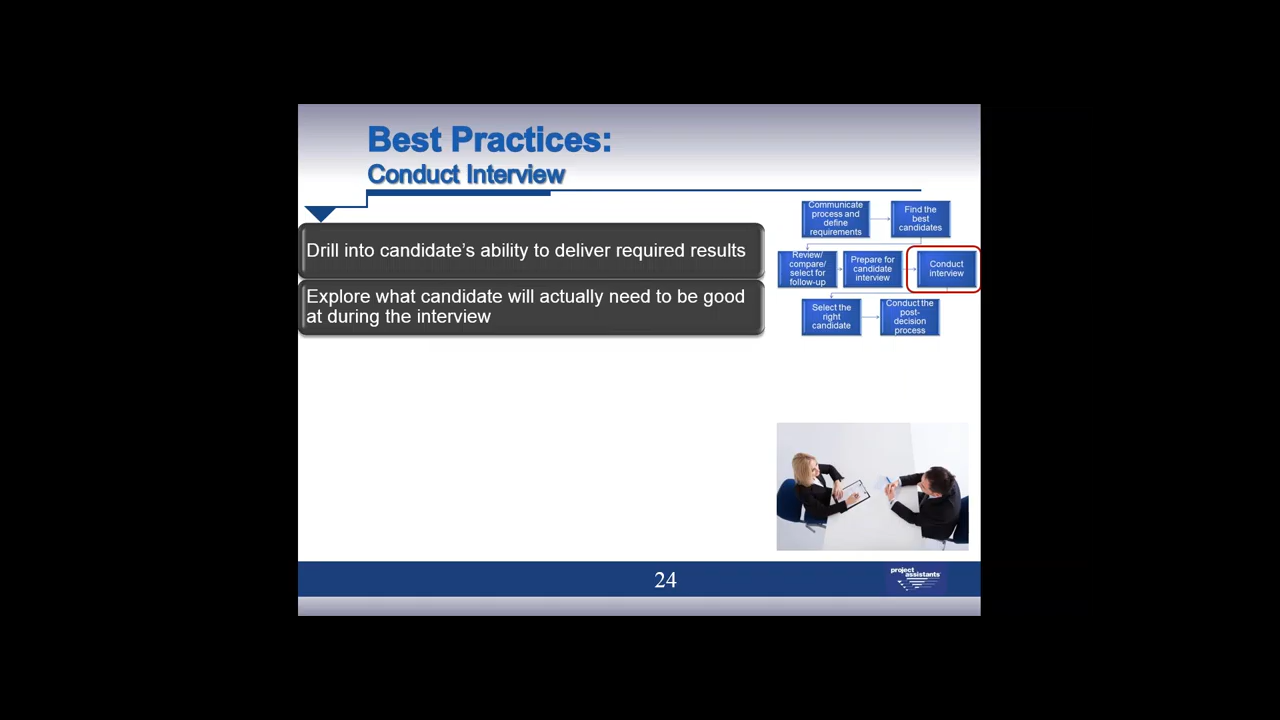 Best Practices:
Conduct Interview
Drill into candidate's ability to deliver required results
Explore what candidate will actually need to be good
at during the interview
Communicate
process and
define
requirements
Find the
best
candidates
Review/
compare/
select for
follow-up
Prepare for
candidate
interview
Conduct
interview
Select the
right
candidate
Conduct the
post-
decision
process
24
project
assistants